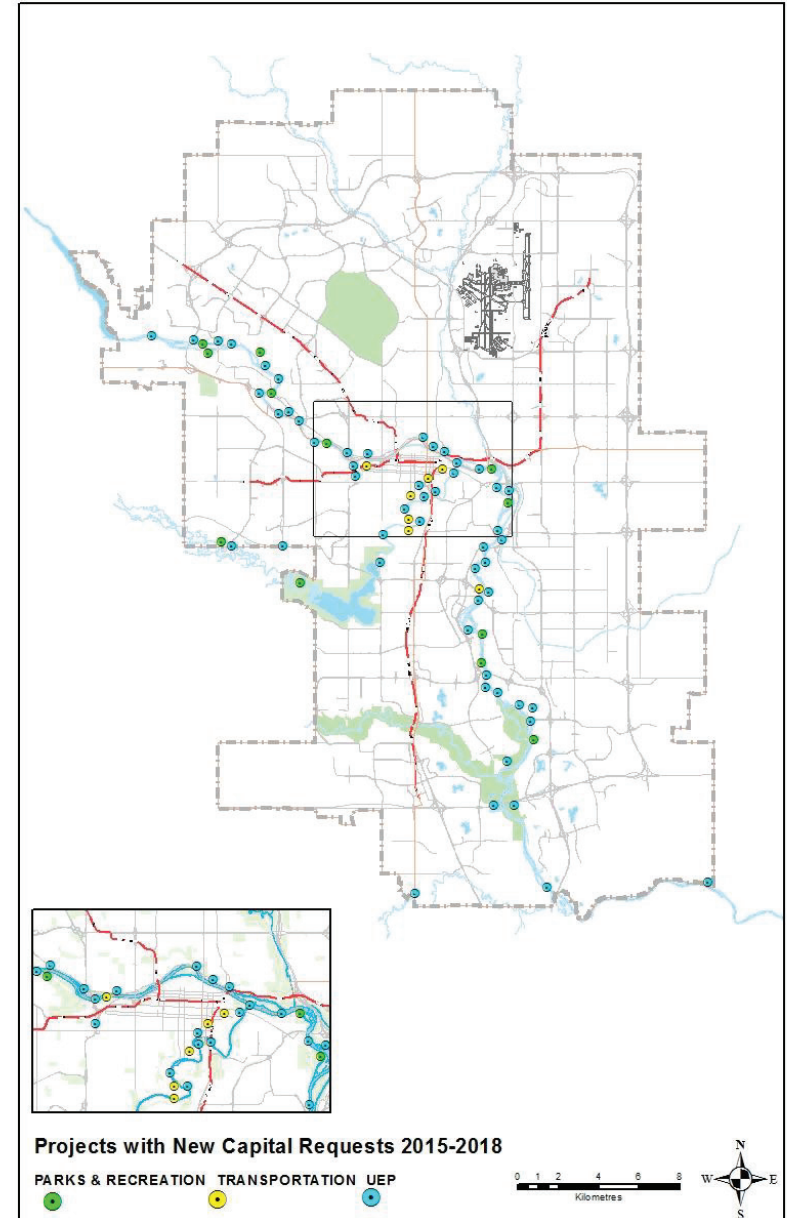 Projects with New Capital Requests 2015-2018
PARKS & RECREATION TRANSPORTATION UEP
0 1 2 4 6 8
Kilometres
N
W E
S